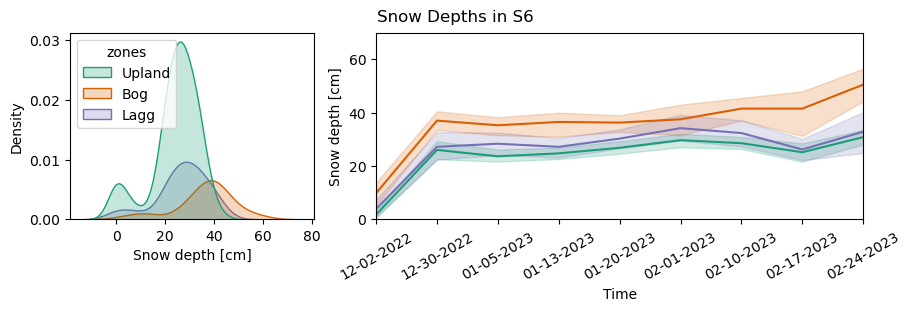 Snow Depths in S6
Density
0.03
0.02
0.01
0.00
zones
Upland
Bog
Lagg
0
20
40
60
80
Snow depth [cm]
Snow depth [cm]
60
40
20
0
12-02-2022
12-30-2022
01-05-2023
01-13-2023
01-20-2023
02-01-2023
02-10-2023
02-17-2023
02-24-2023
Time